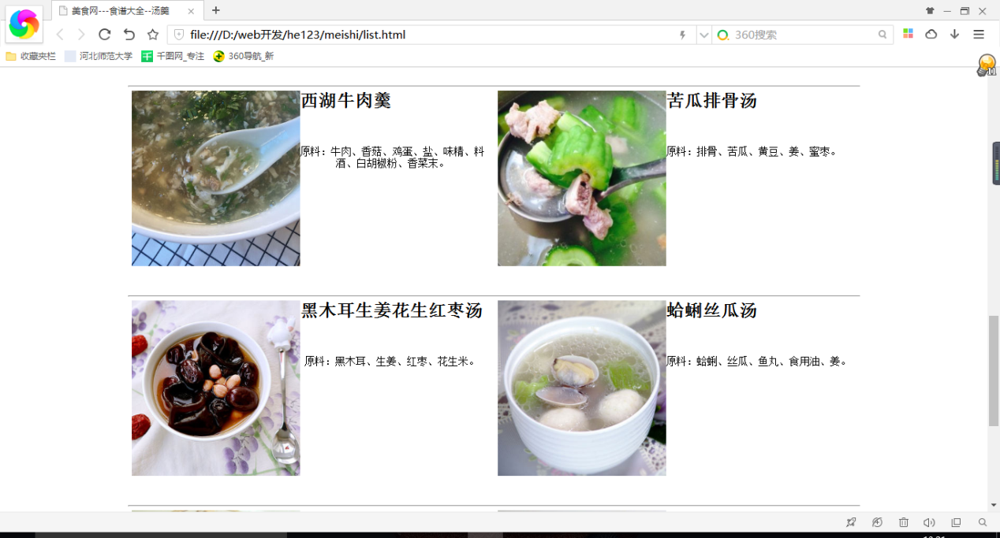 美食网---食谱大全--汤羹
file:///D:/web开发/he123/meishi/list.html
360搜索
收藏夹栏
河北师范大学
千图网_专注
360导航_新
西湖牛肉羹
原料：牛肉、香菇、鸡蛋、盐、味精、料
酒、白胡椒粉、香菜末。
苦瓜排骨汤
原料：排骨、苦瓜、黄豆、姜、蜜枣。
黑木耳生姜花生红枣汤
原料：黑木耳、生姜、红枣、花生米。
蛤蜊丝瓜汤
原料：蛤蜊、丝瓜、鱼丸、食用油、姜。